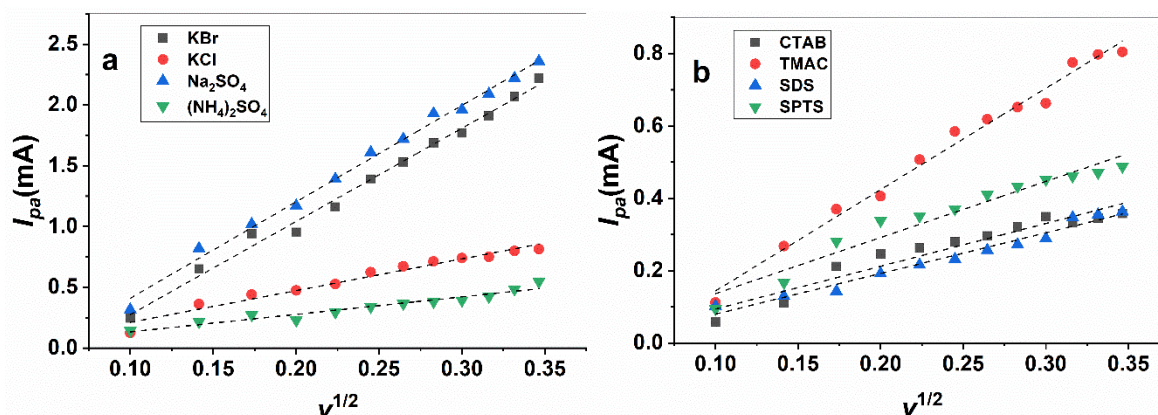 a
KBr
KCl
Na₂SO₄
(NH₄)₂SO₄
Ipa(mA)
2.5
2.0
1.5
1.0
0.5
0.0
0.10 0.15 0.20 0.25 0.30 0.35
ν^1/2
b
CTAB
TMAC
SDS
SPTS
Ipa(mA)
0.8
0.6
0.4
0.2
0.0
0.10 0.15 0.20 0.25 0.30 0.35
ν^1/2